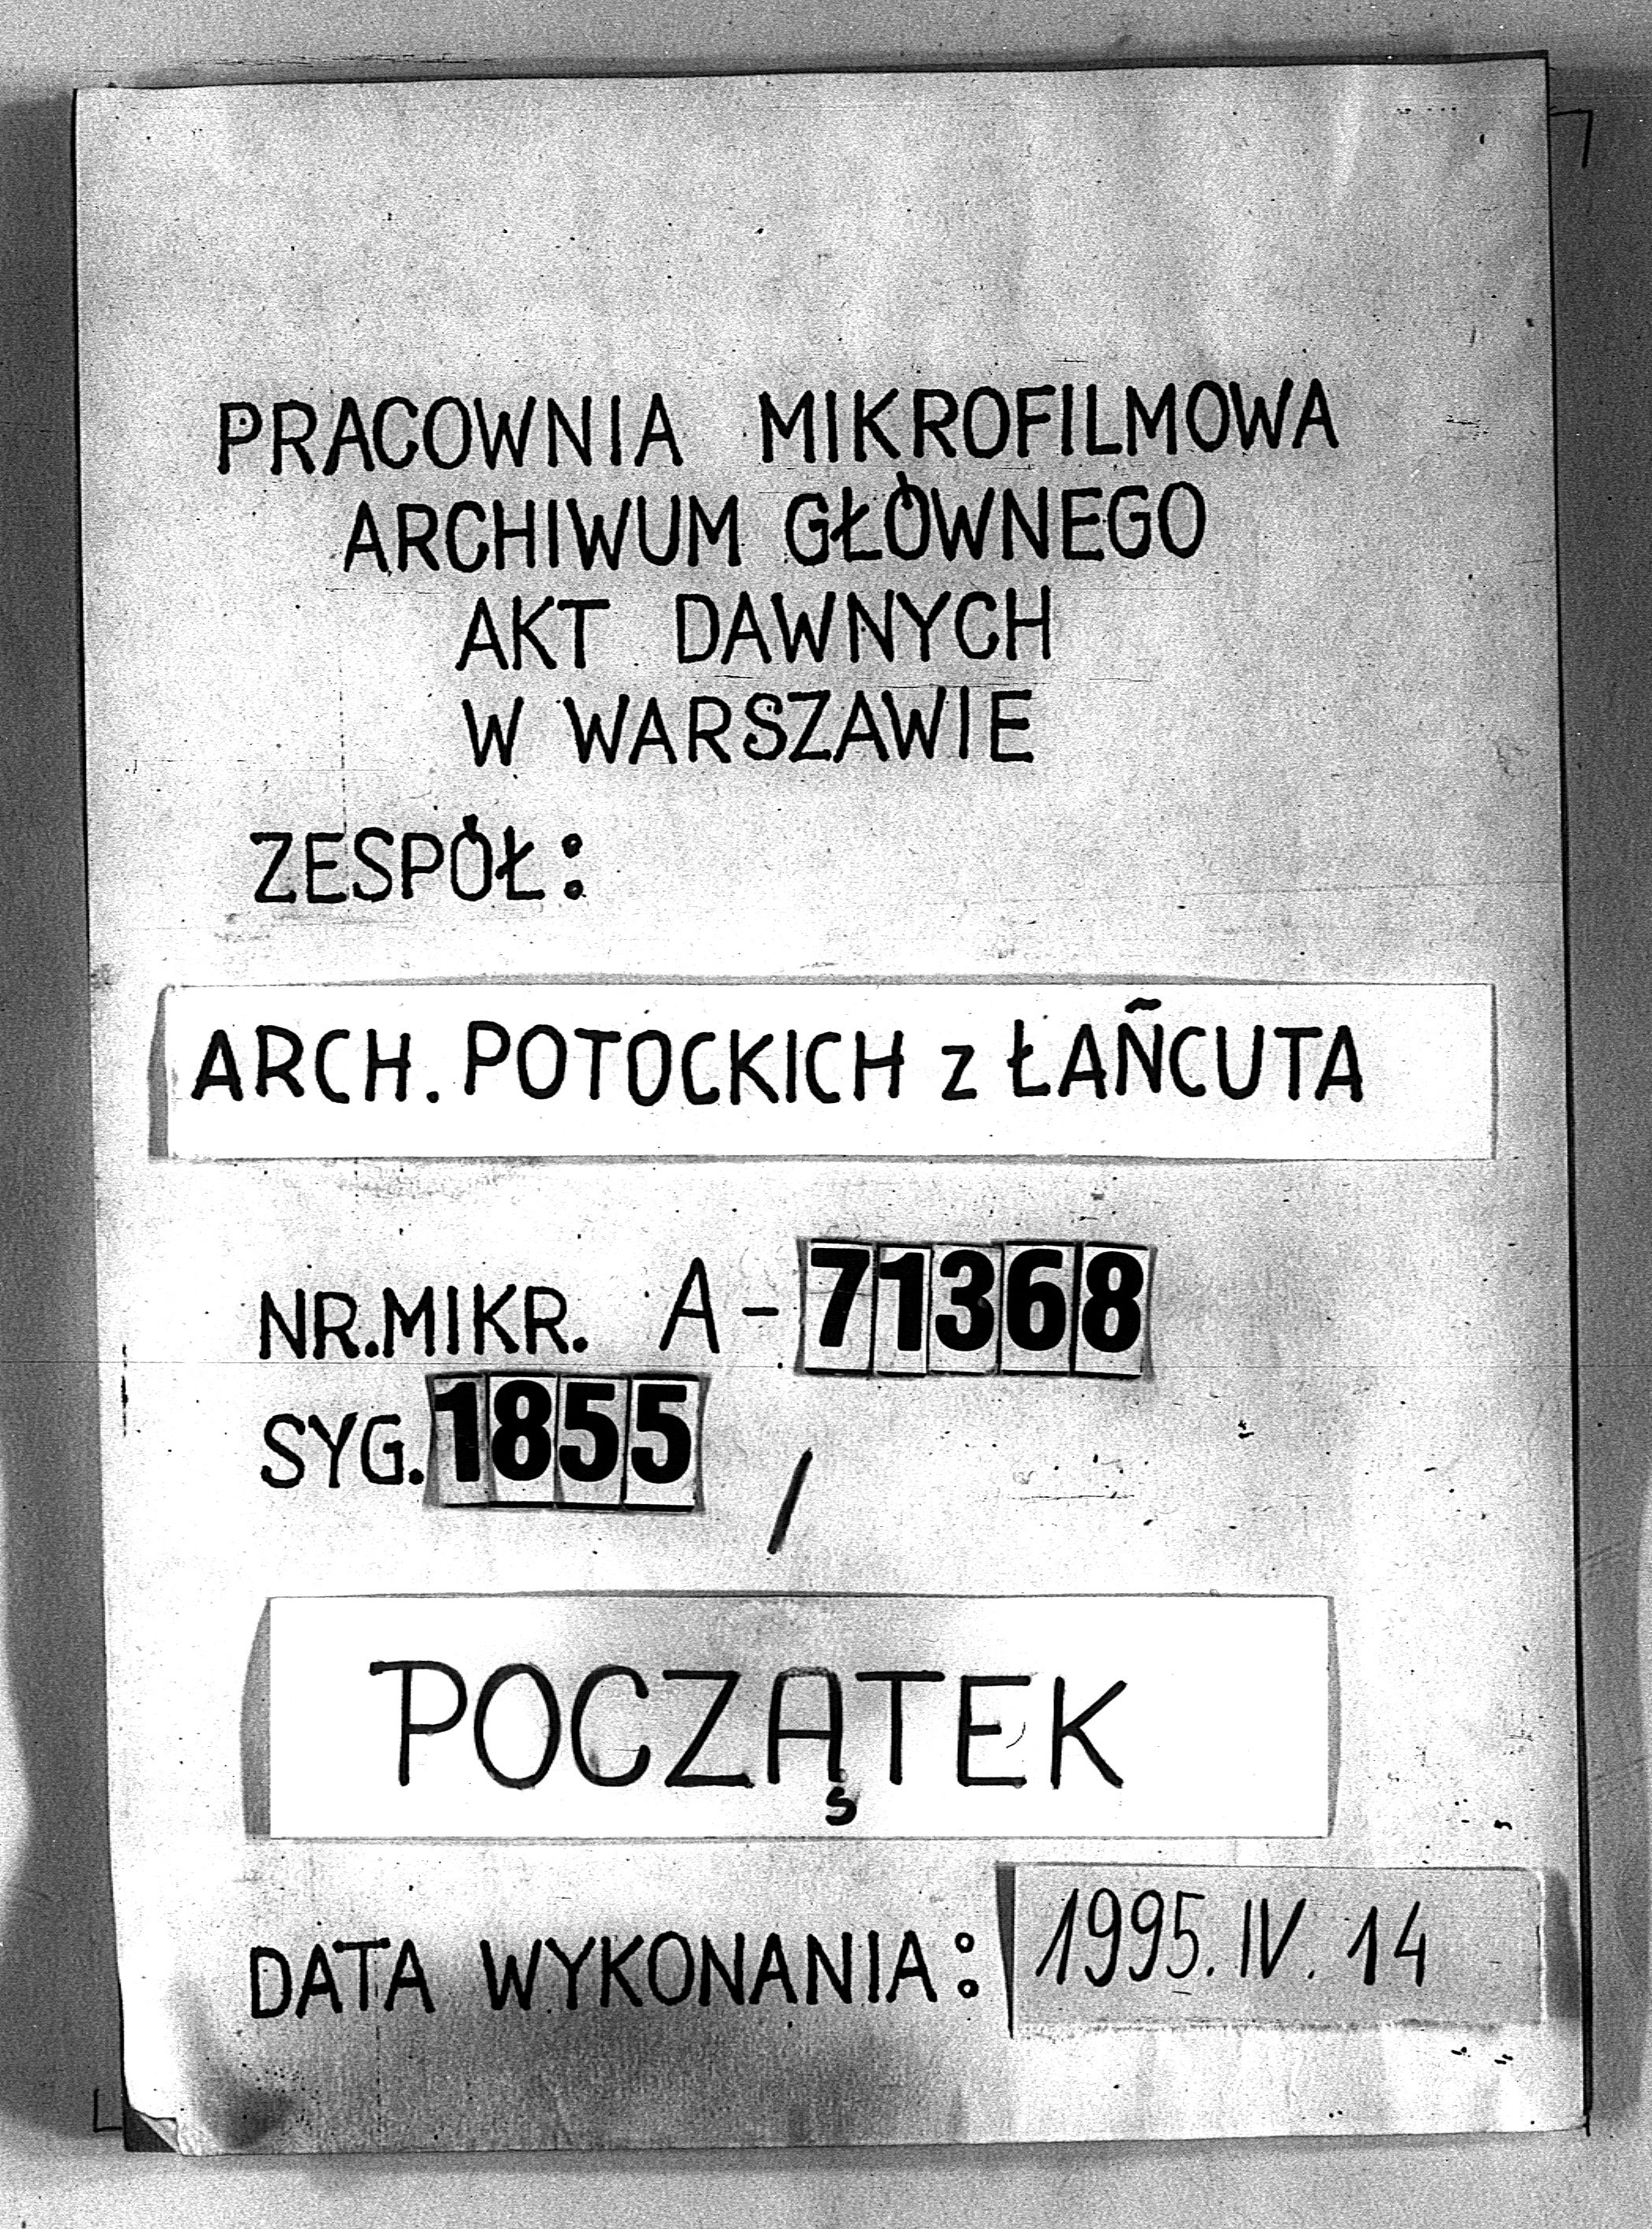 PRACOWNIA MIKROFILMOWA
ARCHIWUM GŁÓWNEGO
AKT DAWNYCH
W WARSZAWIE
ZESPÓŁ:
ARCH. POTOCKICH z ŁAŃCUTA
NR.MIKR. A-71368
SYG. 1855 /
POCZĄTEK
DATA WYKONANIA: 1995. IV. 14